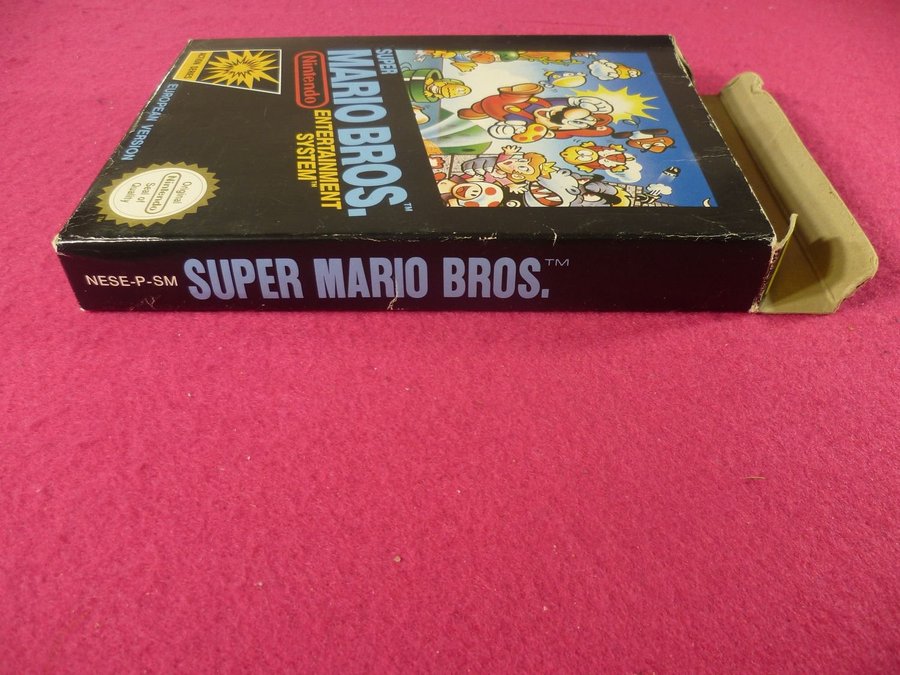 ACTION SERIES
EUROPEAN VERSION
SUPER
MARIO BROS.™
Nintendo
ENTERTAINMENT
SYSTEM™
Original
Nintendo
Seal of
Quality
NESE-P-SM SUPER MARIO BROS.™